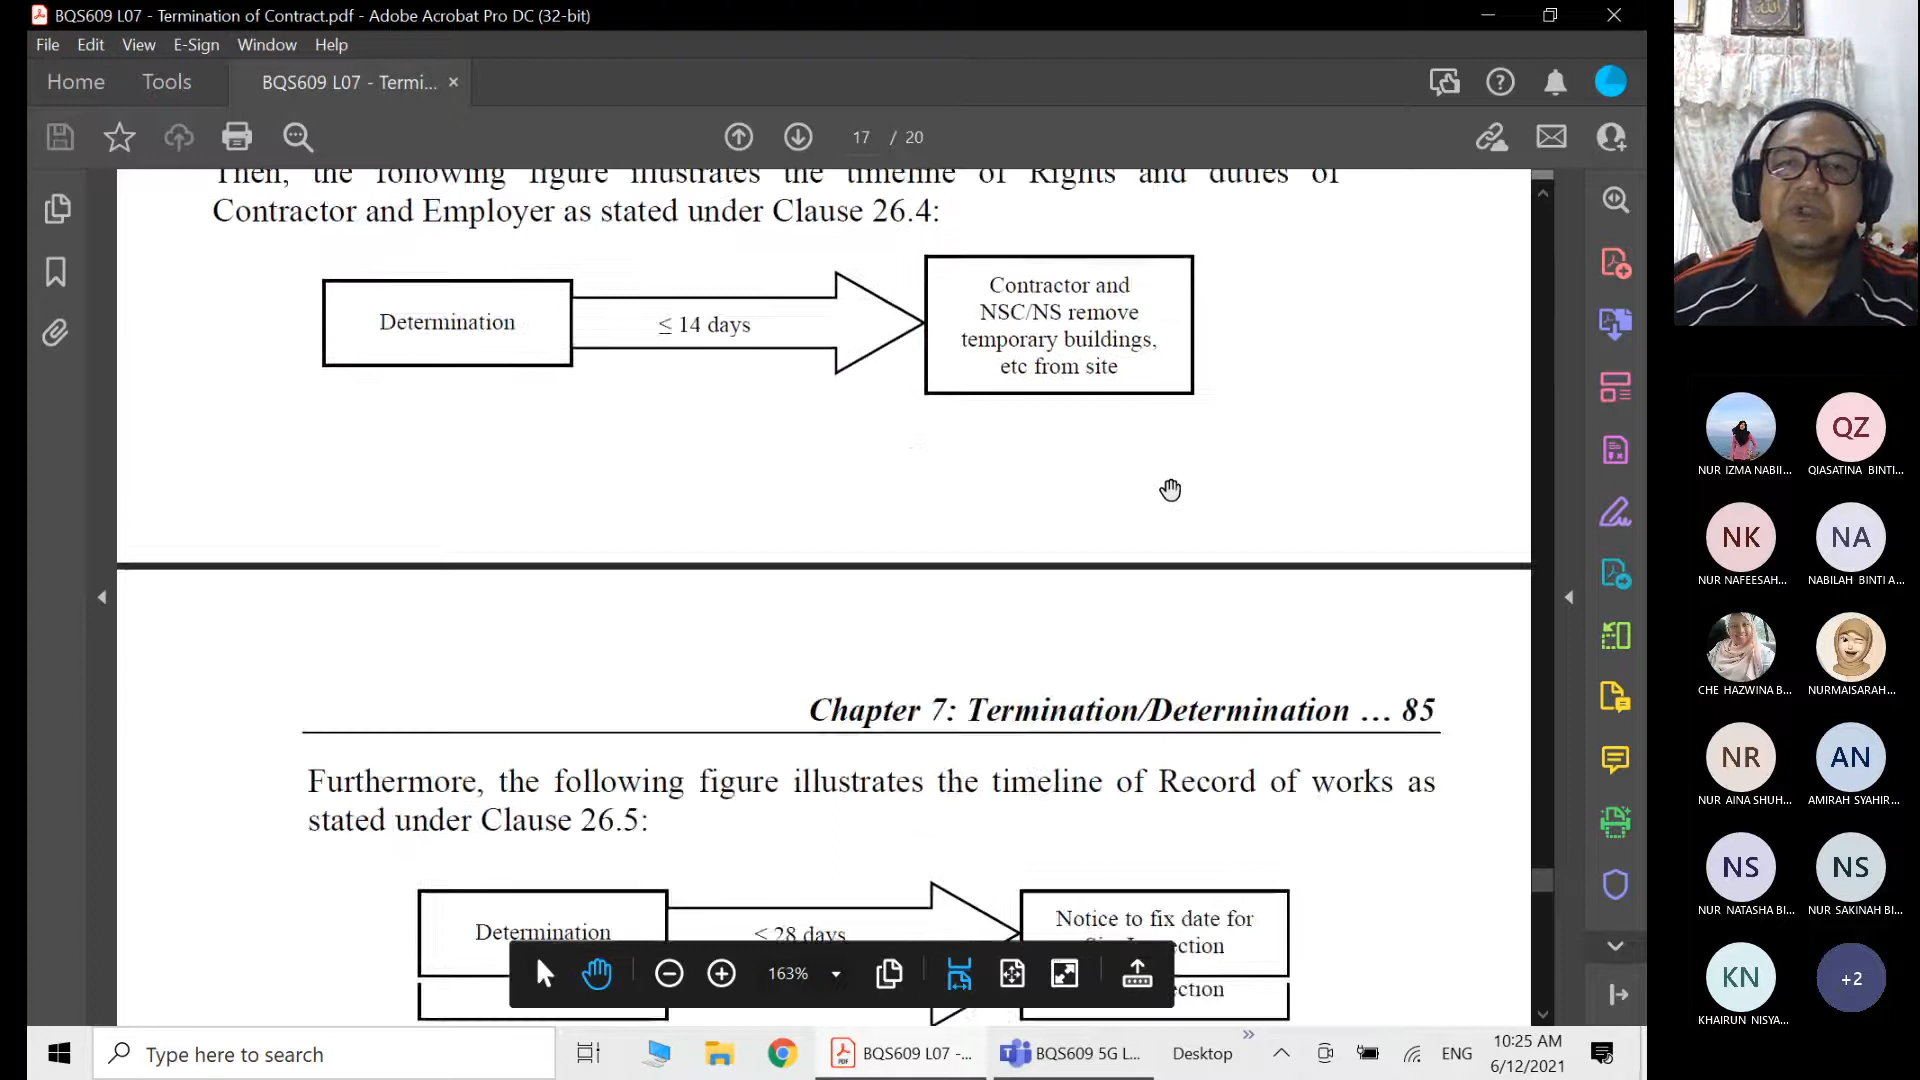 BQS609 L07 - Termination of Contract.pdf - Adobe Acrobat Pro DC (32-bit)
File Edit View E-Sign Window Help
Home Tools BQS609 L07 - Termi... ×
17 / 20
Then, the following figure illustrates the timeline of Rights and duties of
Contractor and Employer as stated under Clause 26.4:
Determination
≤ 14 days
Contractor and
NSC/NS remove
temporary buildings,
etc from site
Chapter 7: Termination/Determination … 85
Furthermore, the following figure illustrates the timeline of Record of works as
stated under Clause 26.5:
Determination
< 28 days
Notice to fix date for
ection
ection
163%
NUR IZMA NABII...
QZ
QIASATINA BINTI...
NK
NUR NAFEESAH...
NA
NABILAH BINTI A...
CHE HAZWINA B...
NURMAISARAH...
NR
NUR AINA SHUH...
AN
AMIRAH SYAHIR...
NS
NUR NATASHA BI...
NS
NUR SAKINAH BI...
KN
KHAIRUN NISYA...
+2
Type here to search
BQS609 L07 -...
BQS609 5G L...
Desktop
ENG
10:25 AM
6/12/2021